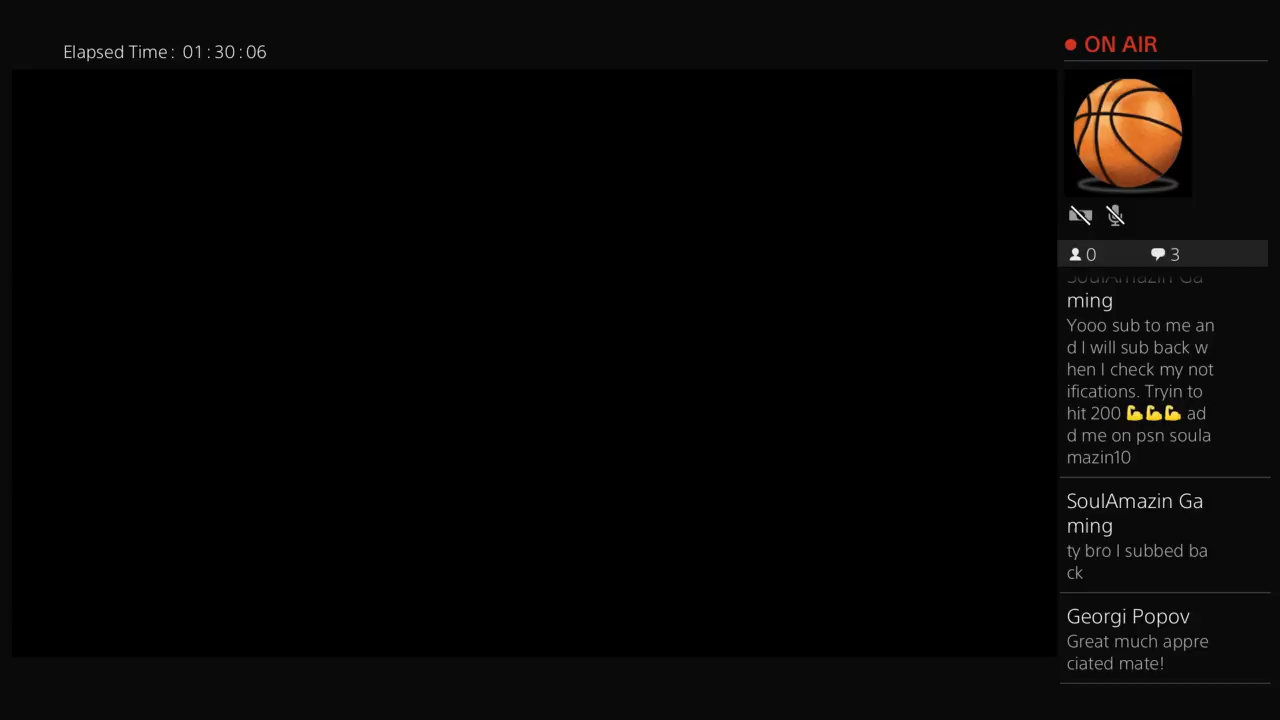 Elapsed Time: 01:30:06
ON AIR
0 3
SoulAmazin Ga
ming
Yooo sub to me an
d I will sub back w
hen I check my not
ifications. Tryin to
hit 200 💪💪💪 ad
d me on psn soula
mazin10
SoulAmazin Ga
ming
ty bro I subbed ba
ck
Georgi Popov
Great much appre
ciated mate!